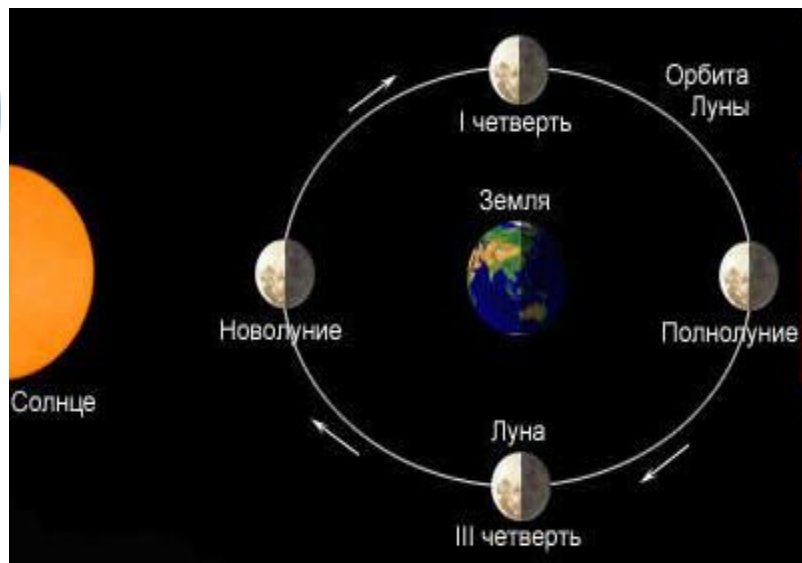 Орбита
Луны
I четверть
Земля
Новолуние
Полнолуние
Солнце
Луна
III четверть